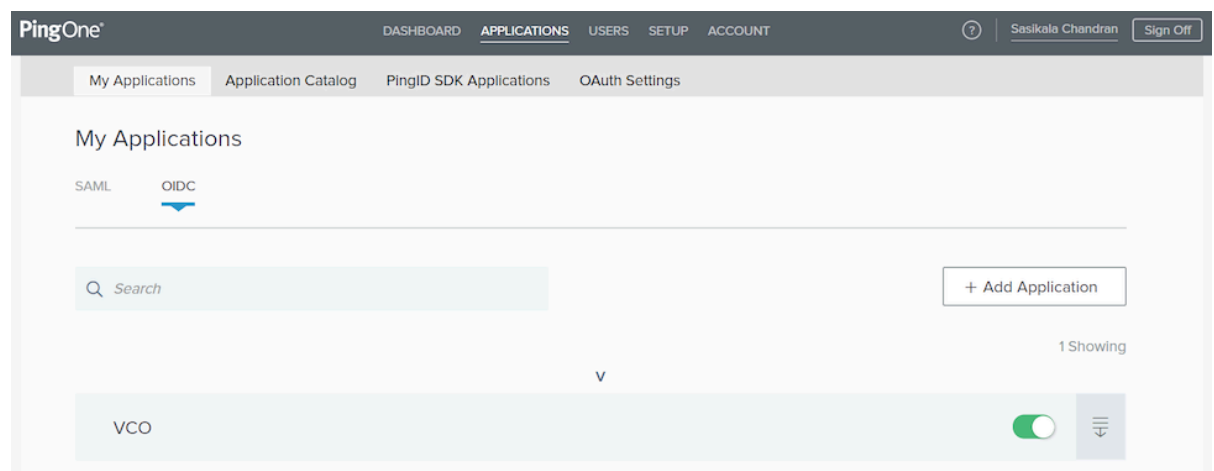 PingOne® DASHBOARD APPLICATIONS USERS SETUP ACCOUNT ? Sasikala Chandran Sign Off
My Applications Application Catalog PingID SDK Applications OAuth Settings
My Applications
SAML OIDC
Search + Add Application
1 Showing
V
VCO